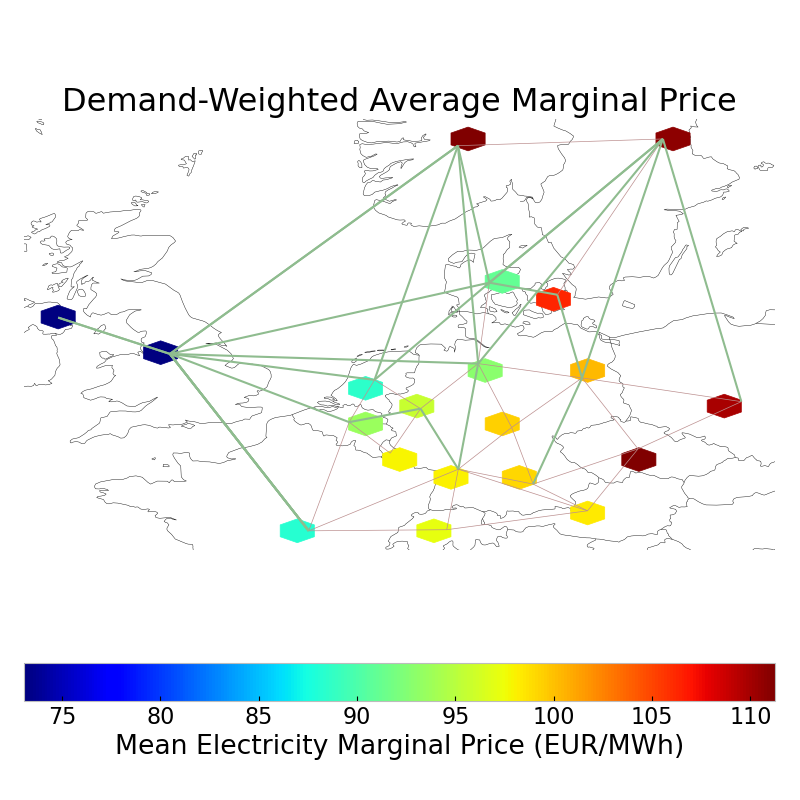 Demand-Weighted Average Marginal Price
75 80 85 90 95 100 105 110
Mean Electricity Marginal Price (EUR/MWh)